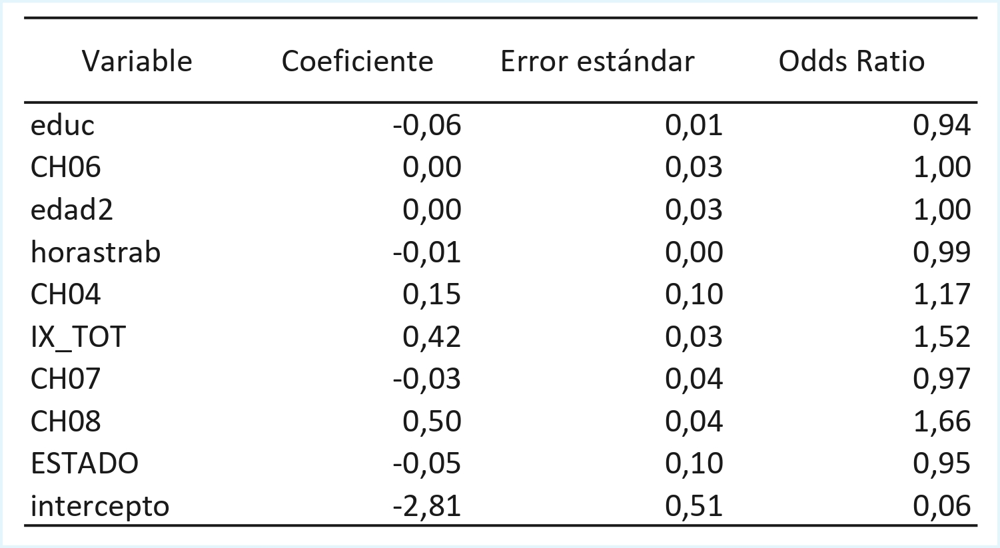 Variable Coeficiente Error estándar Odds Ratio
educ -0,06 0,01 0,94
CH06 0,00 0,03 1,00
edad2 0,00 0,03 1,00
horastrab -0,01 0,00 0,99
CH04 0,15 0,10 1,17
IX_TOT 0,42 0,03 1,52
CH07 -0,03 0,04 0,97
CH08 0,50 0,04 1,66
ESTADO -0,05 0,10 0,95
intercepto -2,81 0,51 0,06